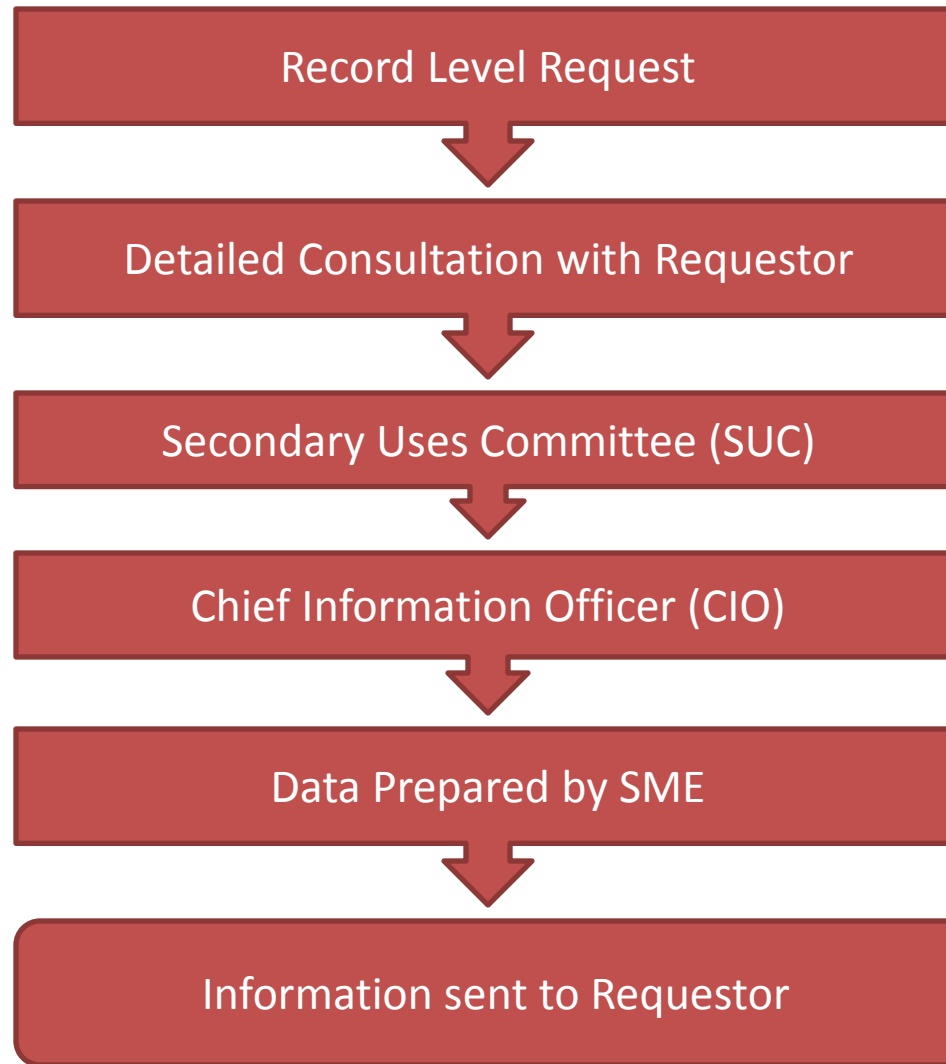 Record Level Request
Detailed Consultation with Requestor
Secondary Uses Committee (SUC)
Chief Information Officer (CIO)
Data Prepared by SME
Information sent to Requestor